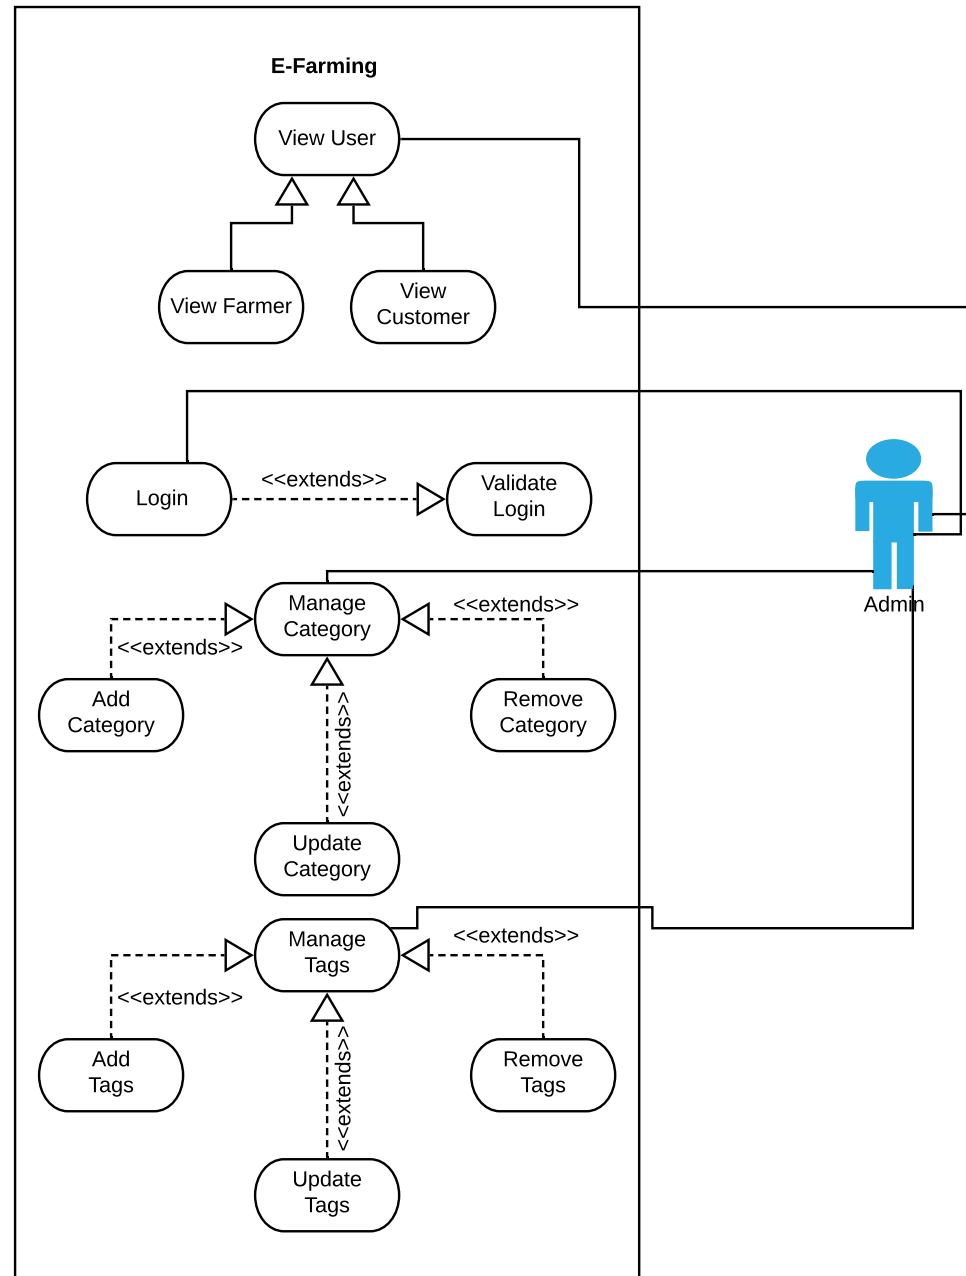 E-Farming
View User
View Farmer
View
Customer
Login
<<extends>>
Validate
Login
Admin
Manage
Category
<<extends>>
<<extends>>
Add
Category
<<extends>>
Remove
Category
Update
Category
Manage
Tags
<<extends>>
<<extends>>
Add
Tags
<<extends>>
Remove
Tags
Update
Tags